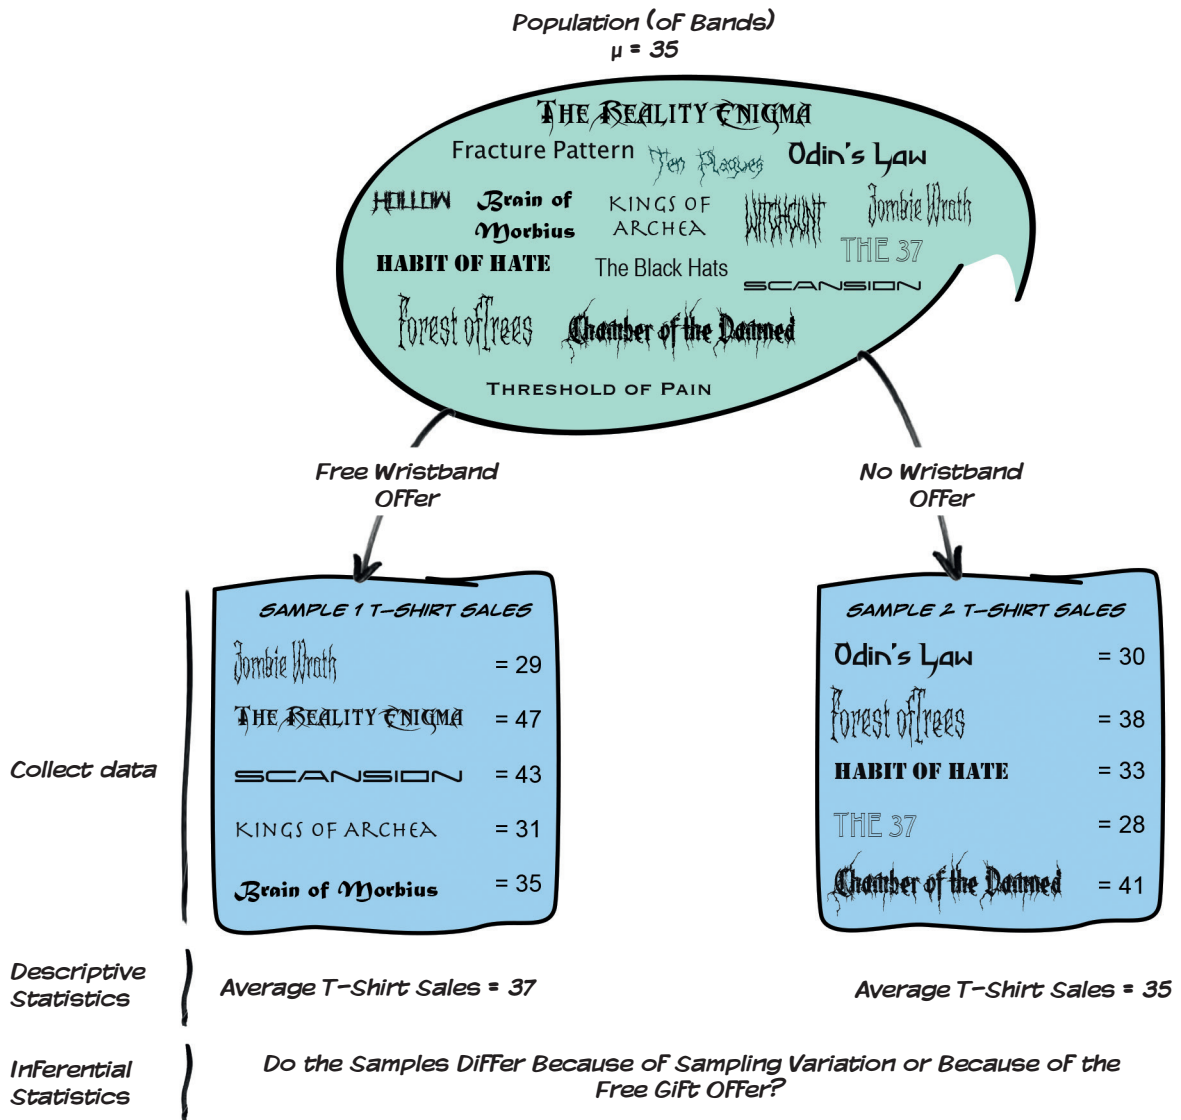 Population (of Bands)
μ = 35
THE REALITY ENIGMA
Fracture Pattern
Ten Plagues
Odin's Law
HOLLOW
Brain of
Morbius
KINGS OF
ARCHEA
WITCHGUNT
Zombie Wrath
THE 37
HABIT OF HATE
The Black Hats
SCANSION
Forest of Trees
Chamber of the Damned
THRESHOLD OF PAIN
Free Wristband
Offer
No Wristband
Offer
Collect data
SAMPLE 1 T-SHIRT SALES
Zombie Wrath = 29
THE REALITY ENIGMA = 47
SCANSION = 43
KINGS OF ARCHEA = 31
Brain of Morbius = 35
SAMPLE 2 T-SHIRT SALES
Odin's Law = 30
Forest of Trees = 38
HABIT OF HATE = 33
THE 37 = 28
Chamber of the Damned = 41
Descriptive
Statistics
Average T-Shirt Sales = 37
Average T-Shirt Sales = 35
Inferential
Statistics
Do the Samples Differ Because of Sampling Variation or Because of the
Free Gift Offer?